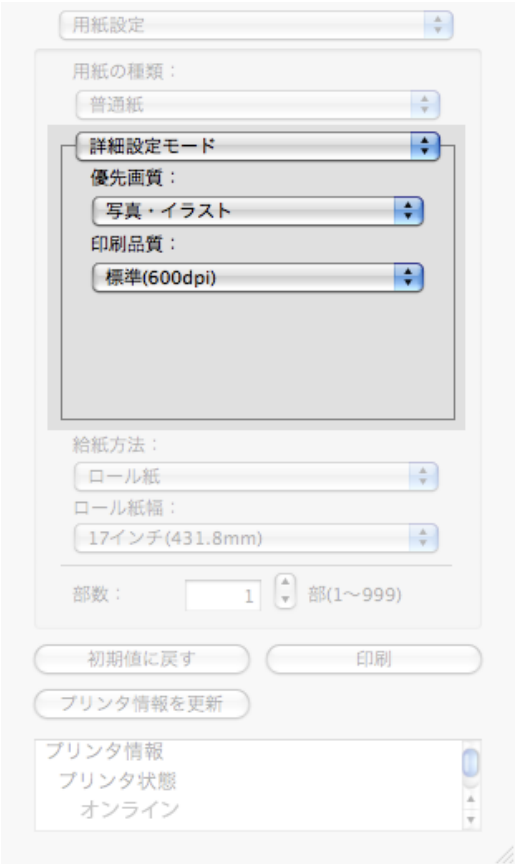 用紙設定
用紙の種類：
普通紙
詳細設定モード
優先画質：
写真・イラスト
印刷品質：
標準(600dpi)
給紙方法：
ロール紙
ロール紙幅：
17インチ(431.8mm)
部数： 1 部(1～999)
初期値に戻す 印刷
プリンタ情報を更新
プリンタ情報
プリンタ状態
オンライン